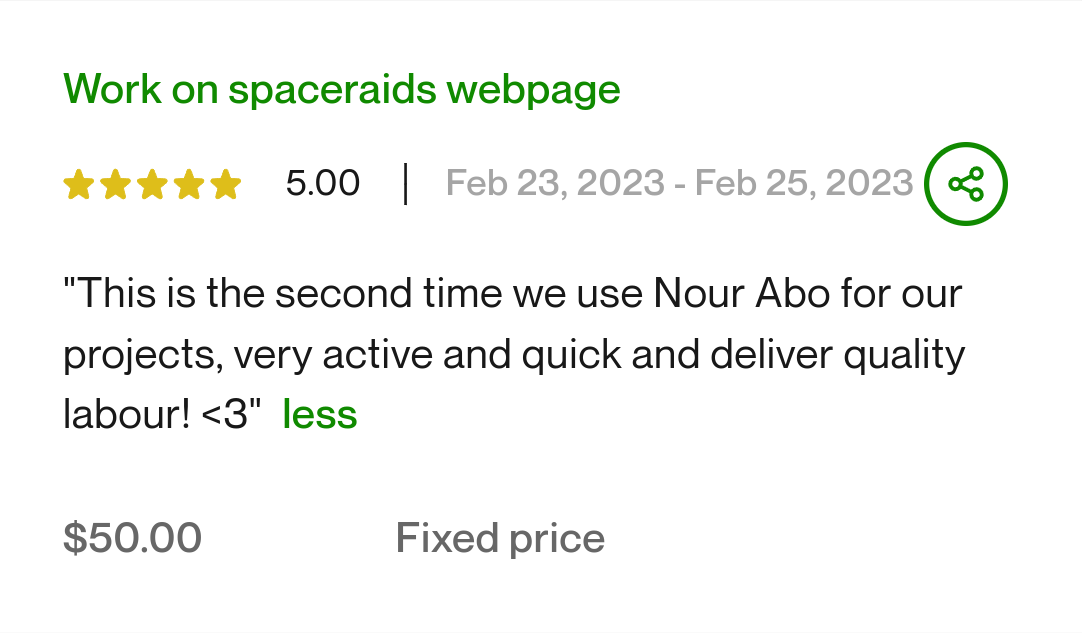 Work on spaceraids webpage
5.00 | Feb 23, 2023 - Feb 25, 2023
"This is the second time we use Nour Abo for our
projects, very active and quick and deliver quality
labour! <3" less
$50.00 Fixed price